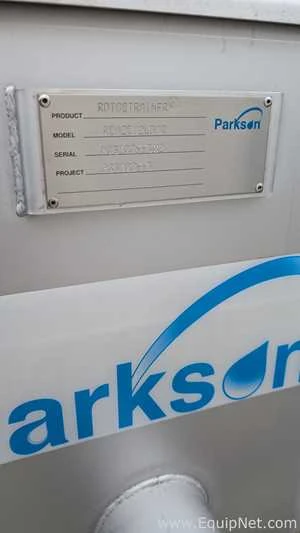 PRODUCT ROTOSTRAINER
MODEL
Parkson
SERIAL
PROJECT
arkson
www.EquipNet.com